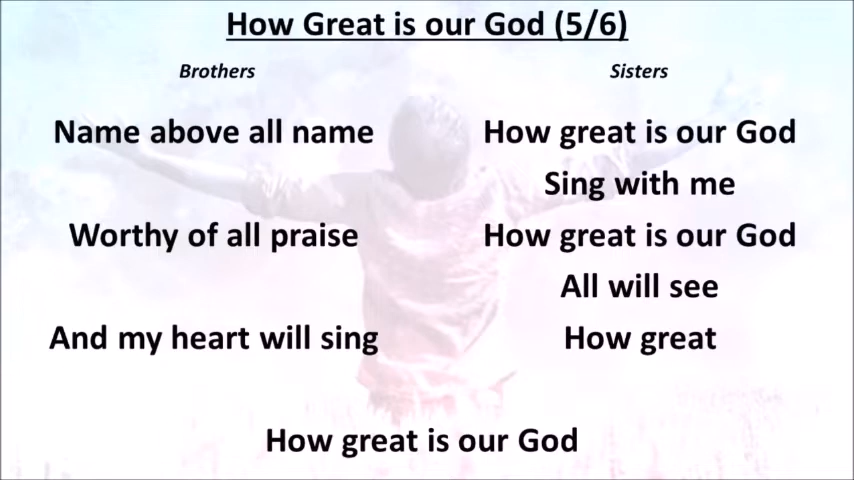 How Great is our God (5/6)
Brothers
Sisters
Name above all name
How great is our God
Sing with me
Worthy of all praise
How great is our God
All will see
And my heart will sing
How great
How great is our God